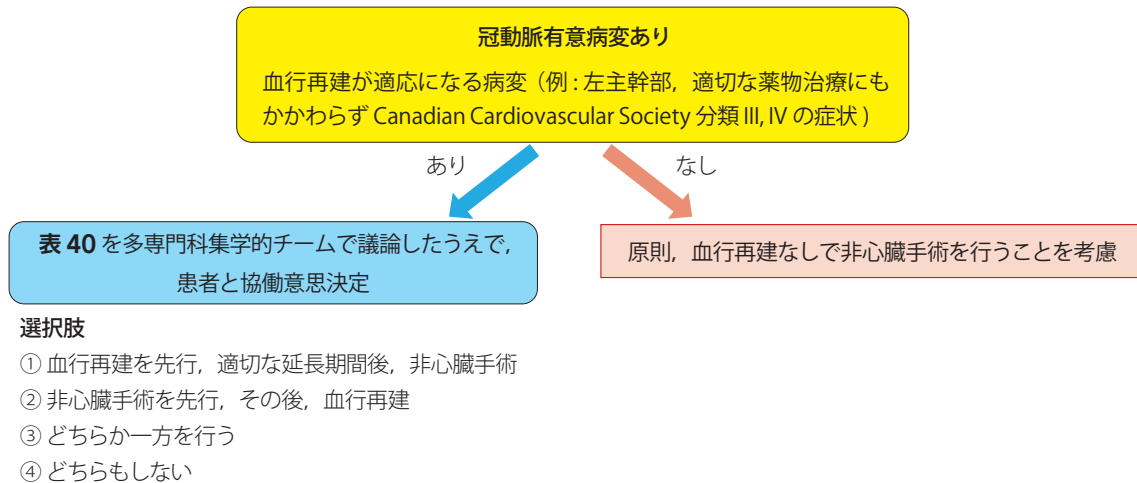 冠動脈有意病変あり
血行再建が適応になる病変（例：左主幹部，適切な薬物治療にも
かかわらず Canadian Cardiovascular Society 分類 III, IV の症状 ）
あり
なし
表 40 を多専門科集学的チームで議論したうえで，
患者と協働意思決定
原則，血行再建なしで非心臓手術を行うことを考慮
選択肢
① 血行再建を先行，適切な延長期間後，非心臓手術
② 非心臓手術を先行，その後，血行再建
③ どちらか一方を行う
④ どちらもしない